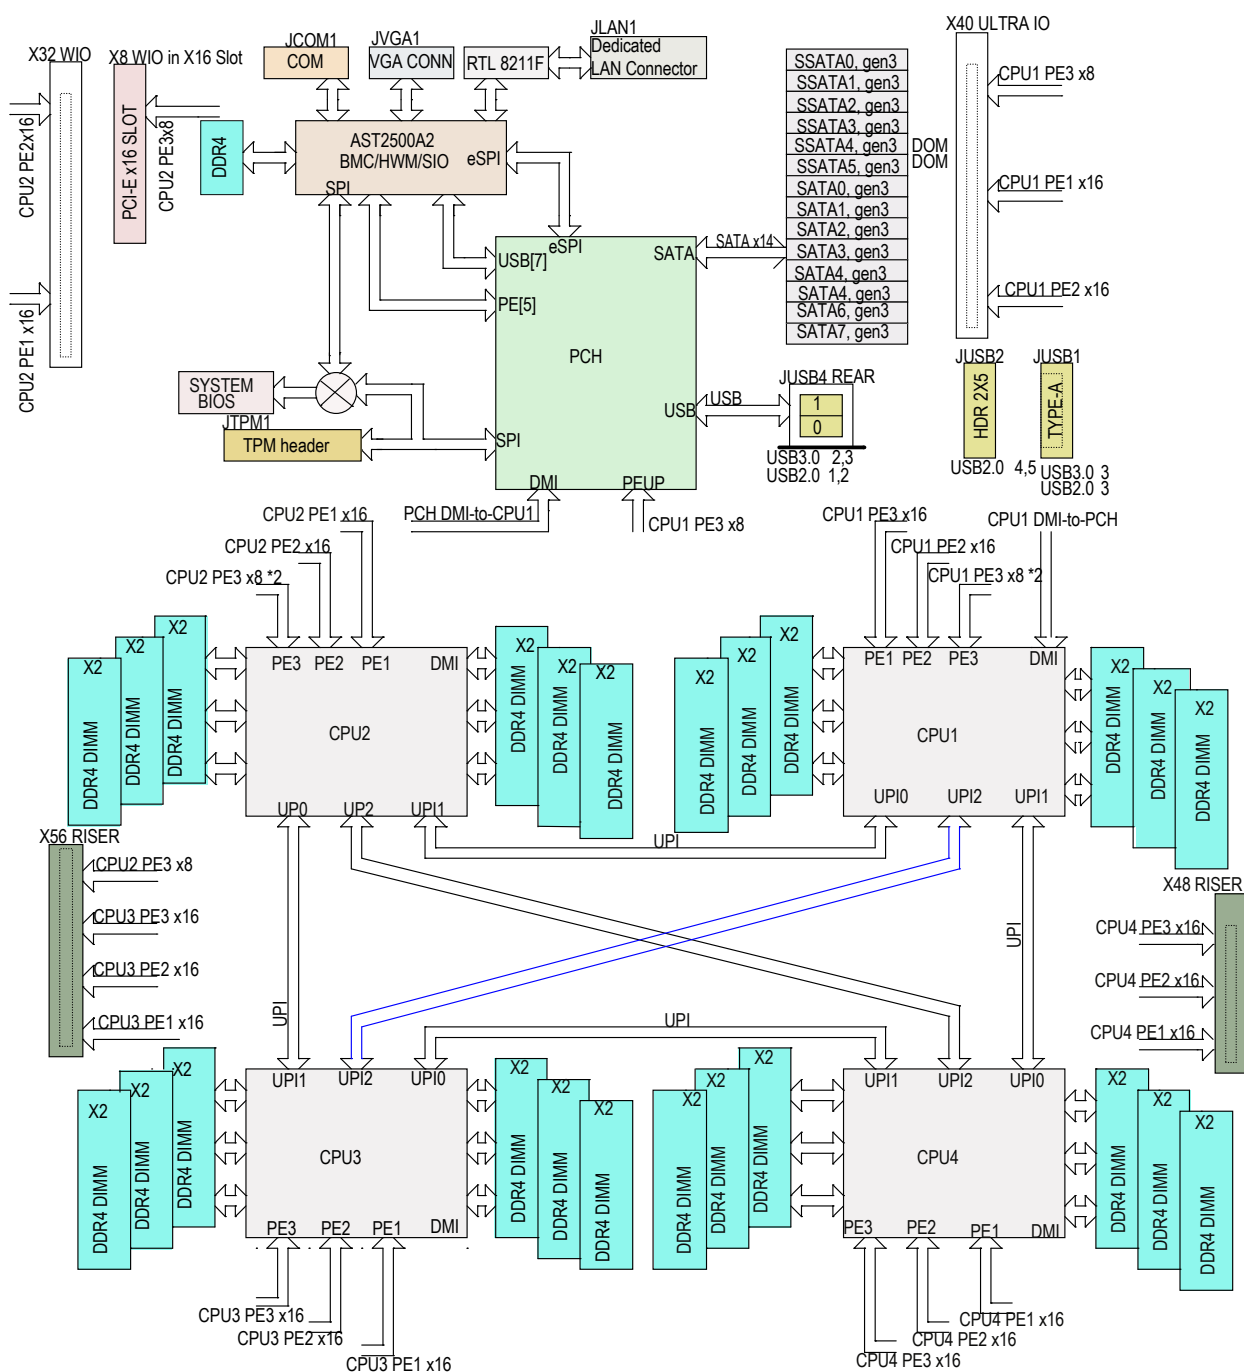 X32 WIO
X8 WIO in X16 Slot
JCOM1
COM
JVGA1
VGA CONN
RTL 8211F
JLAN1
Dedicated
LAN Connector
X40 ULTRA IO
CPU2 PE2x16
CPU2 PE1 x16
PCI-E x16 SLOT
CPU2 PE3x8
DDR4
AST2500A2
BMC/HWM/SIO
eSPI
SPI
SSATA0, gen3
SSATA1, gen3
SSATA2, gen3
SSATA3, gen3
SSATA4, gen3 DOM
SSATA5, gen3 DOM
SATA0, gen3
SATA1, gen3
SATA2, gen3
SATA3, gen3
SATA4, gen3
SATA4, gen3
SATA6, gen3
SATA7, gen3
CPU1 PE3 x8
CPU1 PE1 x16
CPU1 PE2 x16
eSPI
USB[7]
PE[5]
SATA
SATA x14
PCH
USB
USB
SPI
DMI
PEUP
SYSTEM
BIOS
JTPM1
TPM header
JUSB4 REAR
1
0
USB3.0 2,3
USB2.0 1,2
JUSB2
HDR 2X5
USB2.0 4,5
JUSB1
TYPE-A
USB3.0 3
USB2.0 3
PCH DMI-to-CPU1
CPU1 PE3 x8
CPU2 PE1 x16
CPU2 PE2 x16
CPU2 PE3 x8 *2
CPU1 PE3 x16
CPU1 PE2 x16
CPU1 PE3 x8 *2
CPU1 DMI-to-PCH
X2
DDR4 DIMM
X2
DDR4 DIMM
X2
DDR4 DIMM
PE3
PE2
PE1
DMI
CPU2
UP0
UP2
UPI1
X2
DDR4 DIMM
X2
DDR4 DIMM
X2
DDR4 DIMM
X2
DDR4 DIMM
X2
DDR4 DIMM
X2
DDR4 DIMM
PE1
PE2
PE3
DMI
CPU1
UPI0
UPI2
UPI1
X2
DDR4 DIMM
X2
DDR4 DIMM
X2
DDR4 DIMM
UPI
UPI
UPI
UPI
X56 RISER
CPU2 PE3 x8
CPU3 PE3 x16
CPU3 PE2 x16
CPU3 PE1 x16
X48 RISER
CPU4 PE3 x16
CPU4 PE2 x16
CPU4 PE1 x16
X2
DDR4 DIMM
X2
DDR4 DIMM
X2
DDR4 DIMM
UPI1
UPI2
UPI0
CPU3
PE3
PE2
PE1
DMI
X2
DDR4 DIMM
X2
DDR4 DIMM
X2
DDR4 DIMM
X2
DDR4 DIMM
X2
DDR4 DIMM
X2
DDR4 DIMM
UPI1
UPI2
UPI0
CPU4
PE3
PE2
PE1
DMI
X2
DDR4 DIMM
X2
DDR4 DIMM
X2
DDR4 DIMM
CPU3 PE3 x16
CPU3 PE2 x16
CPU3 PE1 x16
CPU4 PE1 x16
CPU4 PE2 x16
CPU4 PE3 x16